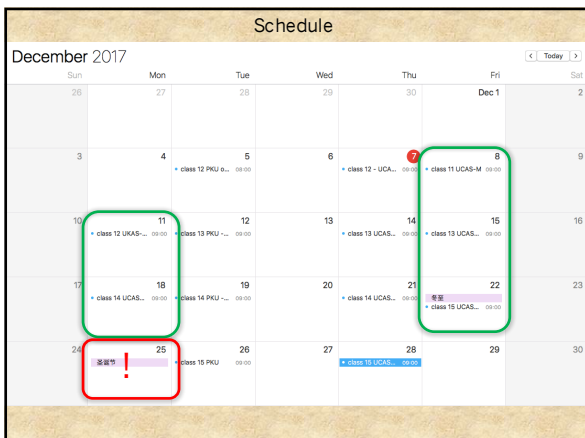 Schedule
December 2017
< Today >
Sun Mon Tue Wed Thu Fri Sat
26 27 28 29 30 Dec 1 2
3 4 5 6 7 8 9
class 12 PKU o... 09:00 class 12 - UCA... 09:00 class 11 UCAS-M 09:00
10 11 12 13 14 15 16
class 12 UKAS-... 09:00 class 13 PKU -... 09:00 class 13 UCAS... 09:00 class 13 UCAS... 09:00
17 18 19 20 21 22 23
冬至
class 14 UCAS... 09:00 class 14 PKU -... 09:00 class 14 UCAS... 09:00 class 15 UCAS... 09:00
24 25 26 27 28 29 30
圣诞节 ! class 15 PKU 09:00 class 15 UCAS... 09:00